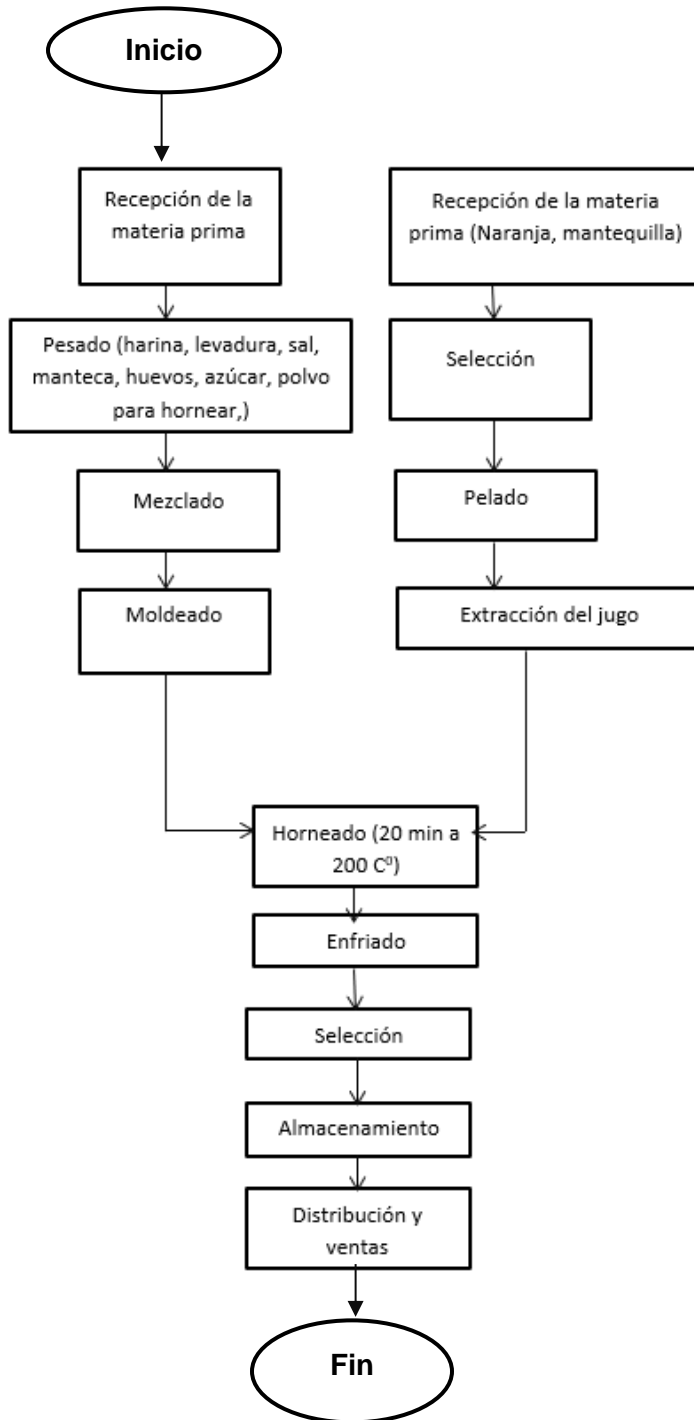 Inicio
Recepción de la
materia prima
Pesado (harina, levadura, sal,
manteca, huevos, azúcar, polvo
para hornear,)
Mezclado
Moldeado
Recepción de la materia
prima (Naranja, mantequilla)
Selección
Pelado
Extracción del jugo
Horneado (20 min a
200 Cº)
Enfriado
Selección
Almacenamiento
Distribución y
ventas
Fin